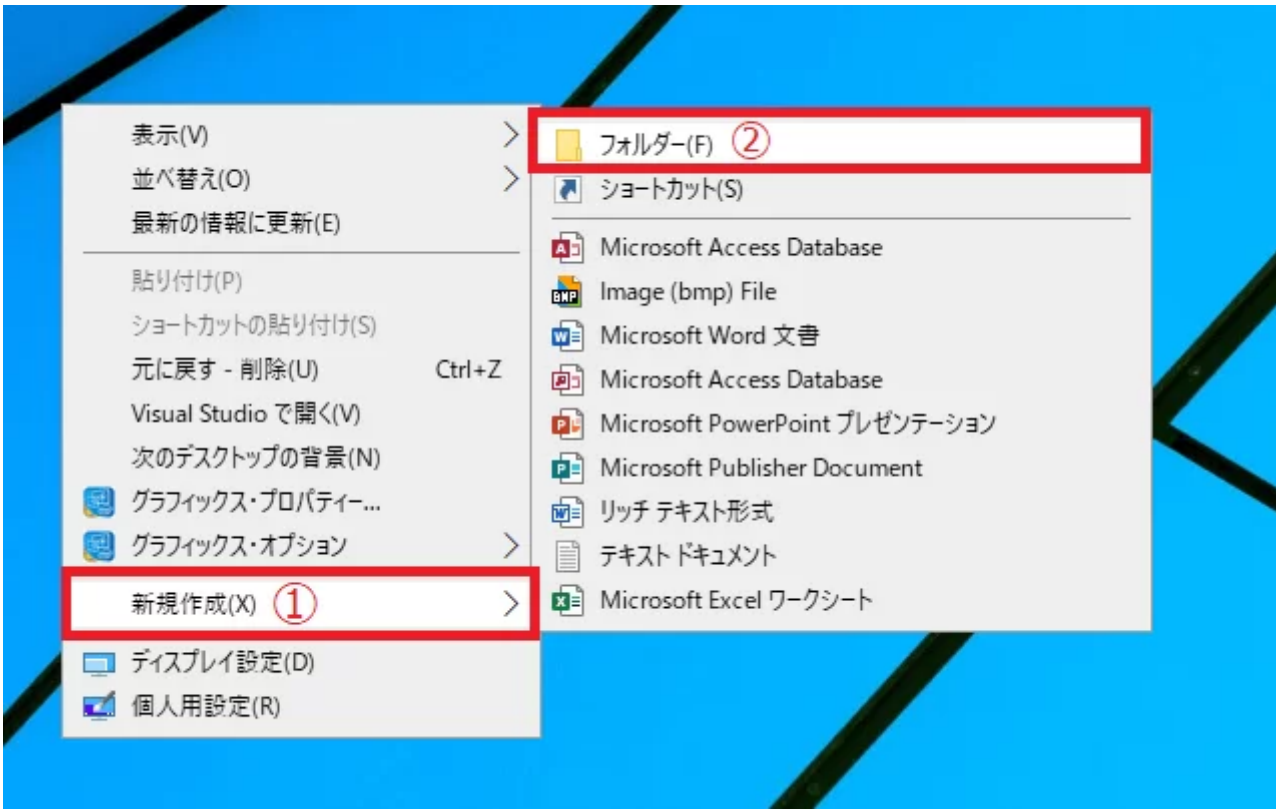 表示(V)
並べ替え(O)
最新の情報に更新(E)
貼り付け(P)
ショートカットの貼り付け(S)
元に戻す - 削除(U) Ctrl+Z
Visual Studio で開く(V)
次のデスクトップの背景(N)
グラフィックス・プロパティー...
グラフィックス・オプション
新規作成(X) ①
ディスプレイ設定(D)
個人用設定(R)
フォルダー(F) ②
ショートカット(S)
Microsoft Access Database
BMP Image (bmp) File
Microsoft Word 文書
Microsoft Access Database
Microsoft PowerPoint プレゼンテーション
Microsoft Publisher Document
リッチ テキスト形式
テキスト ドキュメント
Microsoft Excel ワークシート